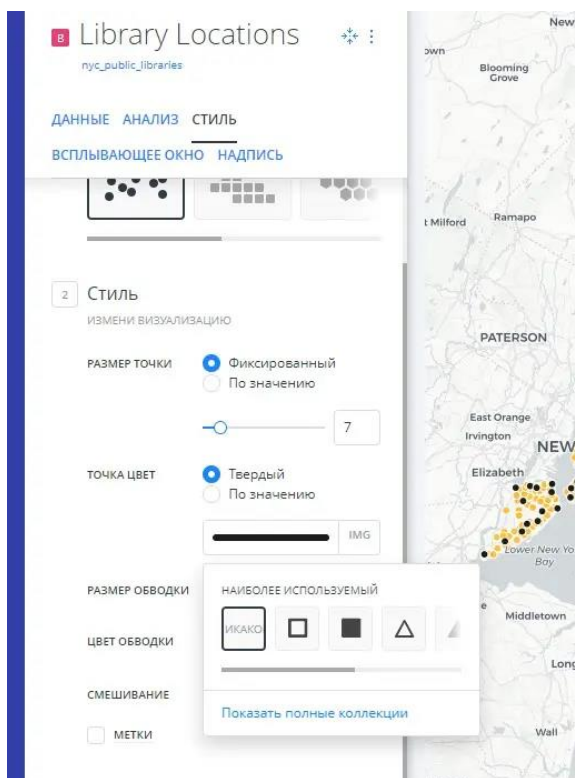 B Library Locations
nyc_public_libraries
ДАННЫЕ АНАЛИЗ СТИЛЬ
ВСПЛЫВАЮЩЕЕ ОКНО НАДПИСЬ
2 Стиль
ИЗМЕНИ ВИЗУАЛИЗАЦИЮ
РАЗМЕР ТОЧКИ
Фиксированный
По значению
7
ТОЧКА ЦВЕТ
Твердый
По значению
IMG
РАЗМЕР ОБВОДКИ
ЦВЕТ ОБВОДКИ
СМЕШИВАНИЕ
МЕТКИ
НАИБОЛЕЕ ИСПОЛЬЗУЕМЫЙ
ИКАКО
Показать полные коллекции
New
own
Blooming
Grove
t Milford
Ramapo
PATERSON
East Orange
Irvington
NEW
Elizabeth
Lower New Yo
Bay
e
Middletown
Long
Wall